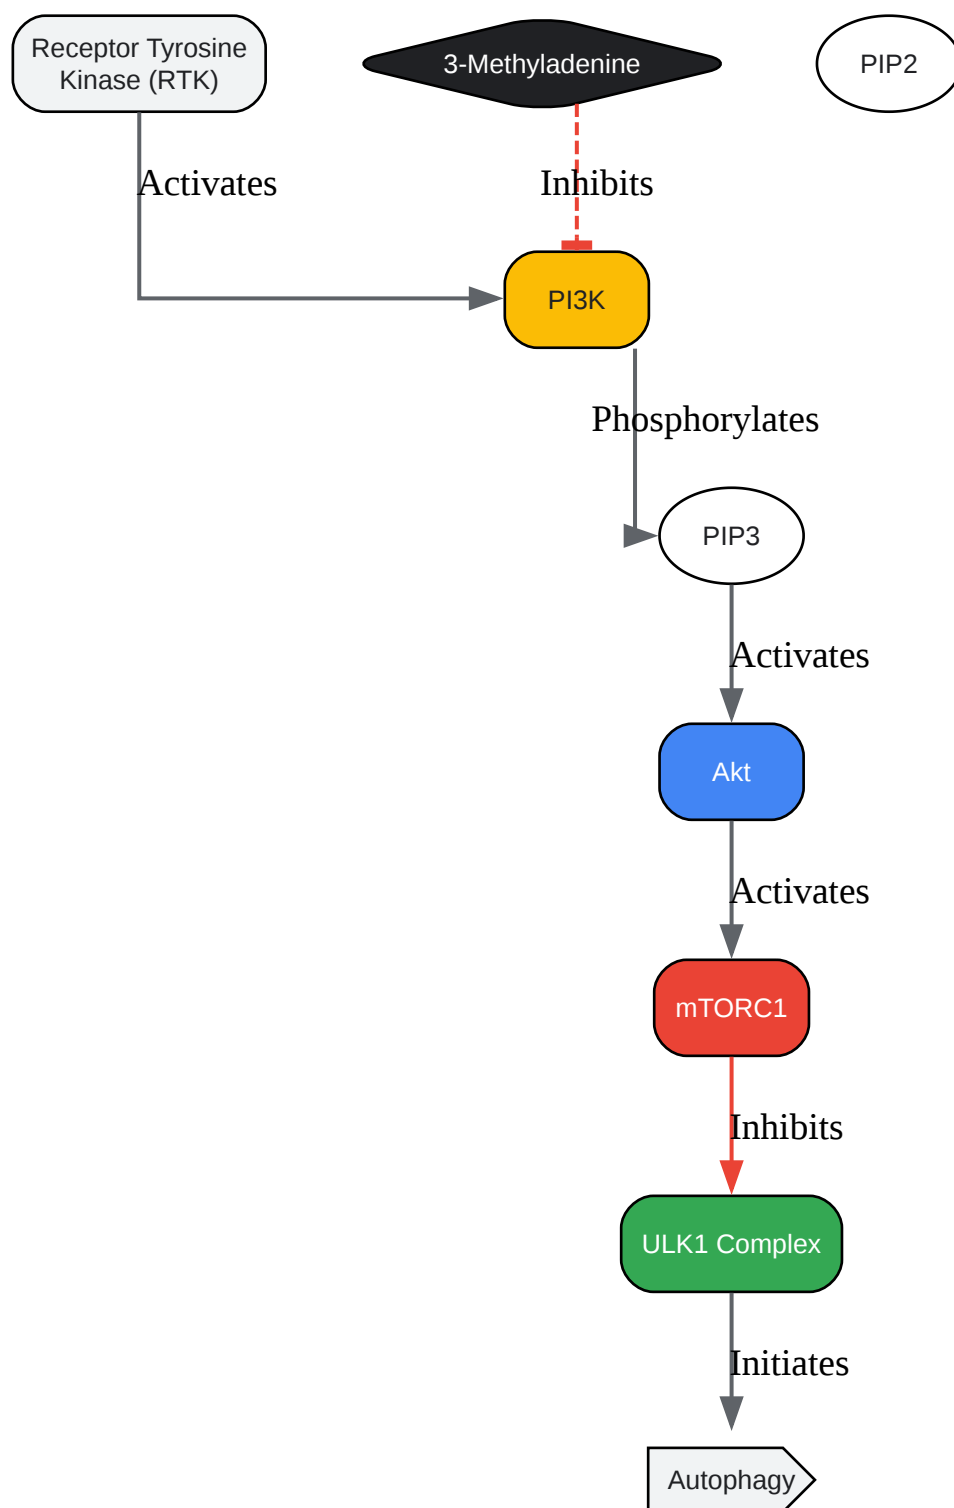 Receptor Tyrosine
Kinase (RTK)
3-Methyladenine
PIP2
Activates
Inhibits
PI3K
Phosphorylates
PIP3
Activates
Akt
Activates
mTORC1
Inhibits
ULK1 Complex
Initiates
Autophagy